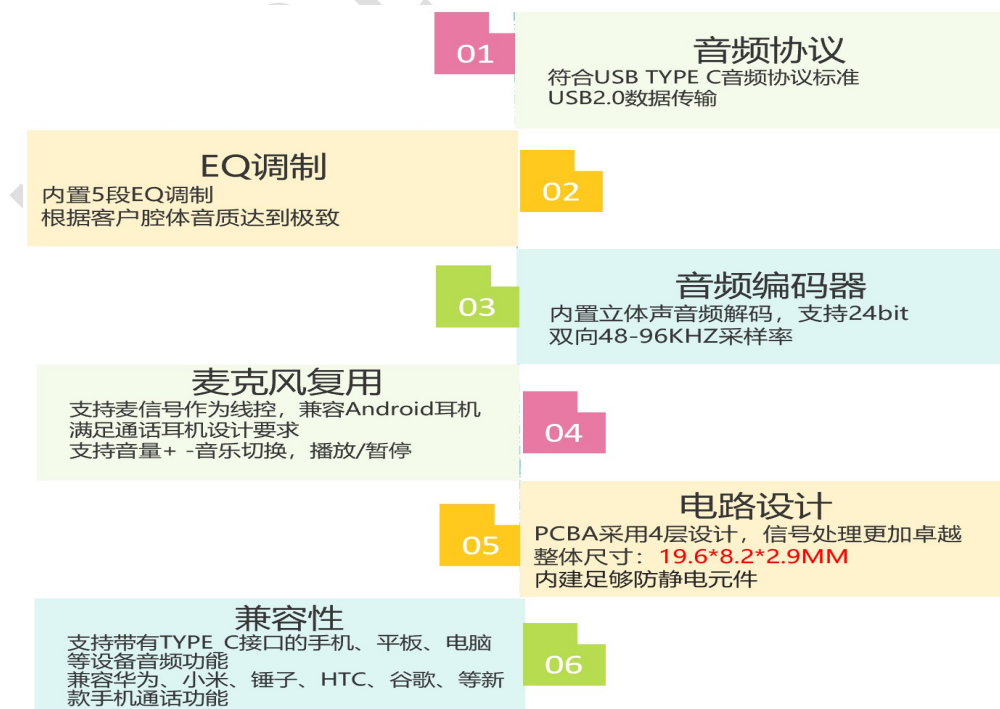 01
音频协议
符合USB TYPE C音频协议标准
USB2.0数据传输
EQ调制
内置5段EQ调制
根据客户腔体音质达到极致
02
音频编码器
内置立体声音频解码，支持24bit
双向48-96KHZ采样率
03
麦克风复用
支持麦信号作为线控，兼容Android耳机
满足通话耳机设计要求
支持音量+ -音乐切换，播放/暂停
04
电路设计
PCBA采用4层设计，信号处理更加卓越
整体尺寸：19.6*8.2*2.9MM
内建足够防静电元件
05
兼容性
支持带有TYPE C接口的手机、平板、电脑
等设备音频功能
兼容华为、小米、锤子、HTC、谷歌、等新
款手机通话功能
06